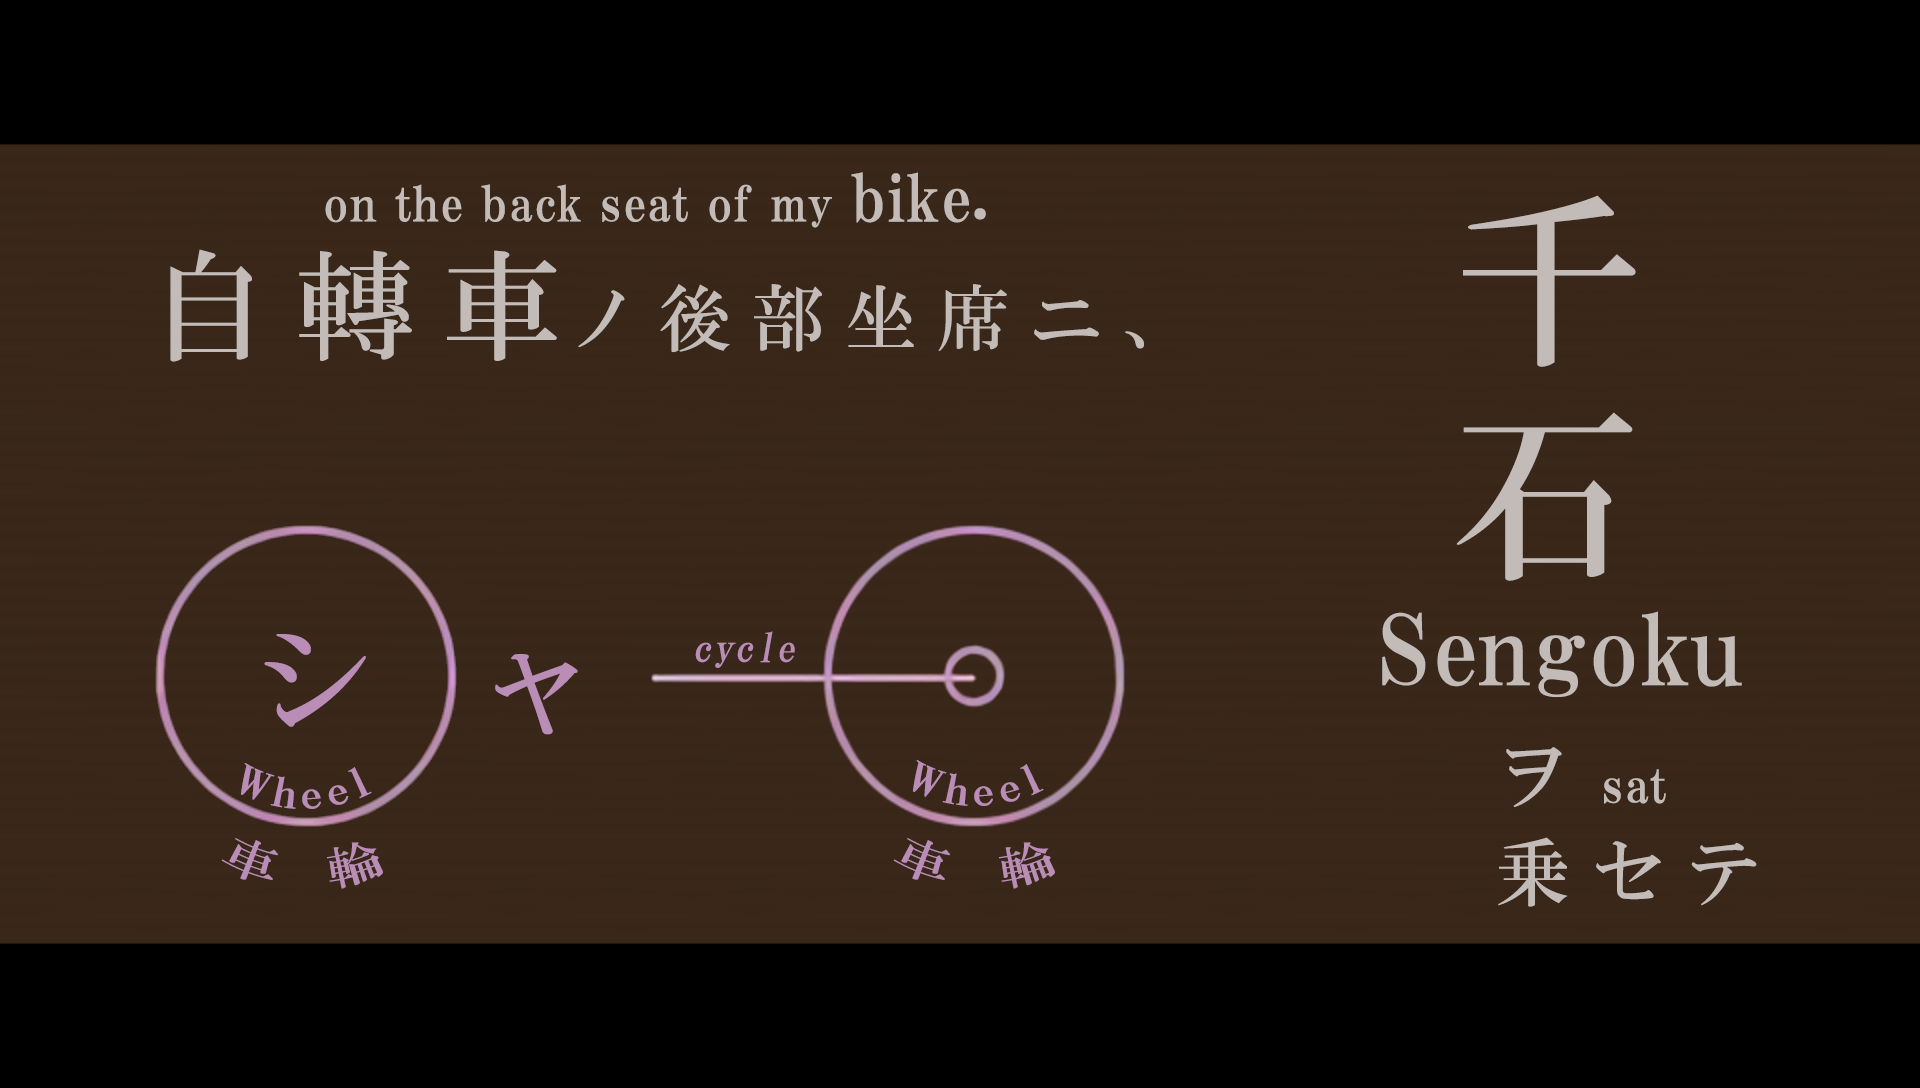 on the back seat of my bike.
自轉車ノ後部坐席ニ、
千石
Sengoku
ヲ sat
乗セテ
シャ
cycle
Wheel
車輪
Wheel
車輪